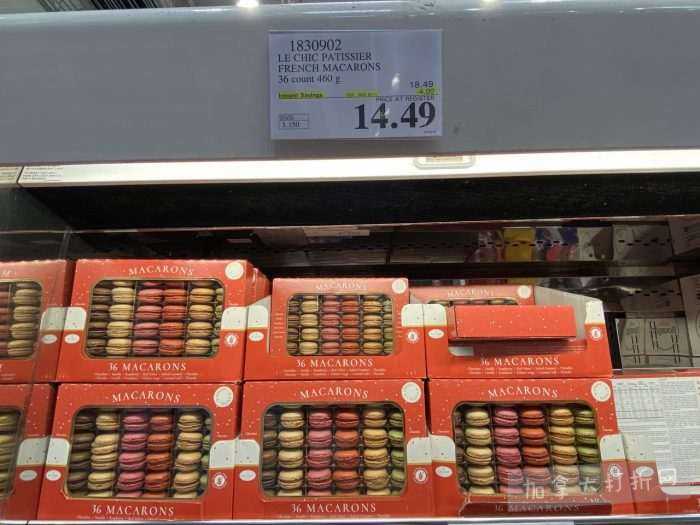 1830902
LE CHIC PATISSIER
FRENCH MACARONS
36 count 460 g
18.49
Instant Savings
4.00
PRICE AT REGISTER
14.49
MACARONS
MACARONS
MACARONS
36 MACARONS
36 MACARONS
36 MACARONS
MACARONS
MACARONS
MACARONS
36 MACARONS
36 MACARONS
36 MACARONS
加拿大打折网